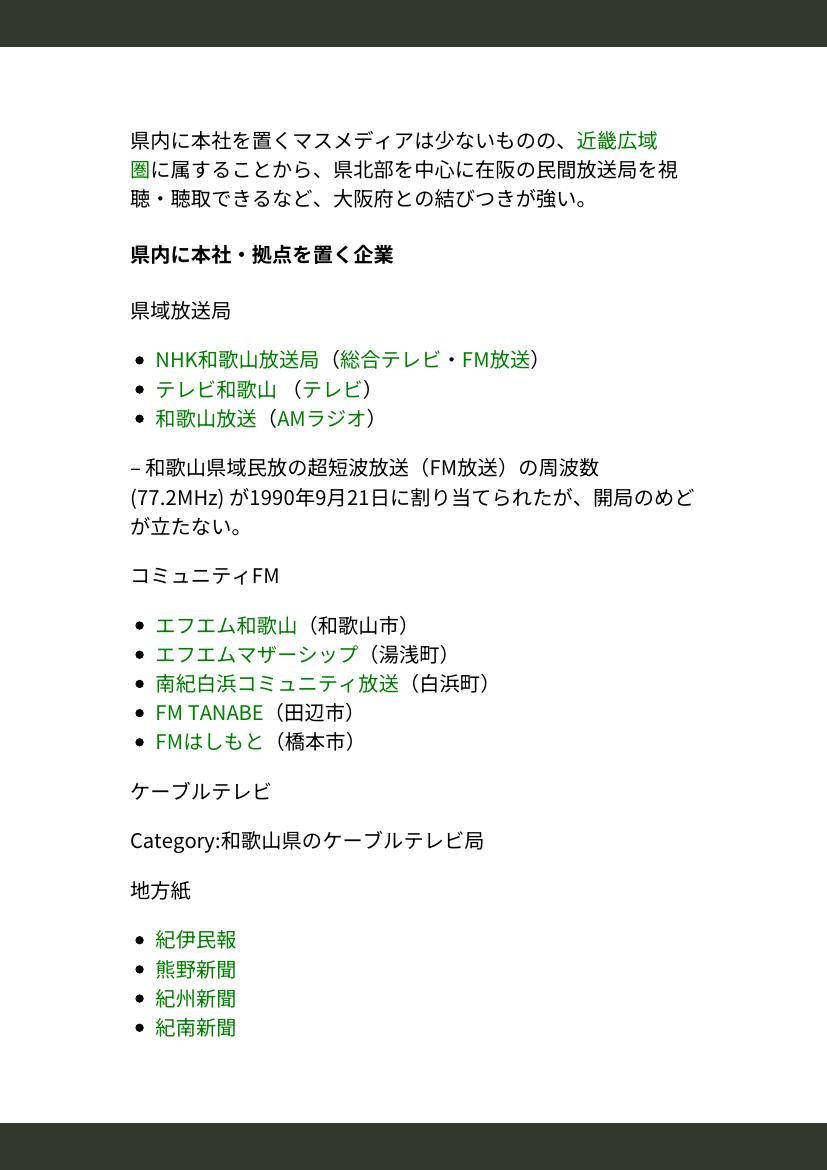 県内に本社を置くマスメディアは少ないものの、近畿広域
圏に属することから、県北部を中心に在阪の民間放送局を視
聴・聴取できるなど、大阪府との結びつきが強い。
県内に本社・拠点を置く企業
県域放送局
• NHK和歌山放送局（総合テレビ・FM放送）
• テレビ和歌山 （テレビ）
• 和歌山放送（AMラジオ）
– 和歌山県域民放の超短波放送（FM放送）の周波数
(77.2MHz) が1990年9月21日に割り当てられたが、開局のめど
が立たない。
コミュニティFM
• エフエム和歌山（和歌山市）
• エフエムマザーシップ（湯浅町）
• 南紀白浜コミュニティ放送（白浜町）
• FM TANABE（田辺市）
• FMはしもと（橋本市）
ケーブルテレビ
Category:和歌山県のケーブルテレビ局
地方紙
• 紀伊民報
• 熊野新聞
• 紀州新聞
• 紀南新聞